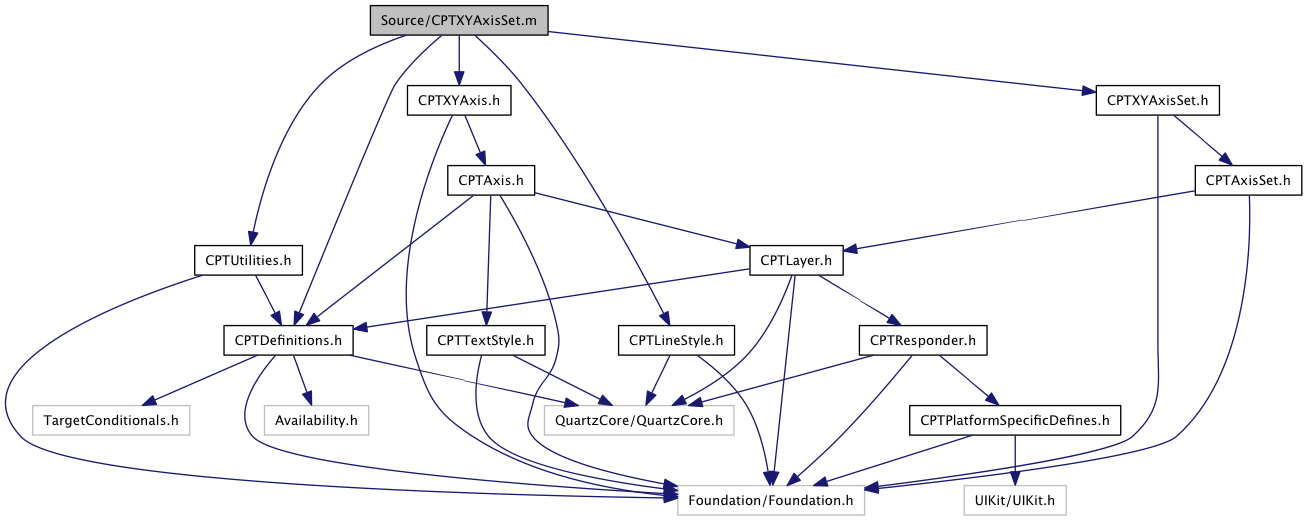 Source/CPTXYAxisSet.m
CPTXYAxis.h
CPTXYAxisSet.h
CPTAxis.h
CPTAxisSet.h
CPTUtilities.h
CPTLayer.h
CPTDefinitions.h
CPTTextStyle.h
CPTLineStyle.h
CPTResponder.h
TargetConditionals.h
Availability.h
QuartzCore/QuartzCore.h
CPTPlatformSpecificDefines.h
Foundation/Foundation.h
UIKit/UIKit.h